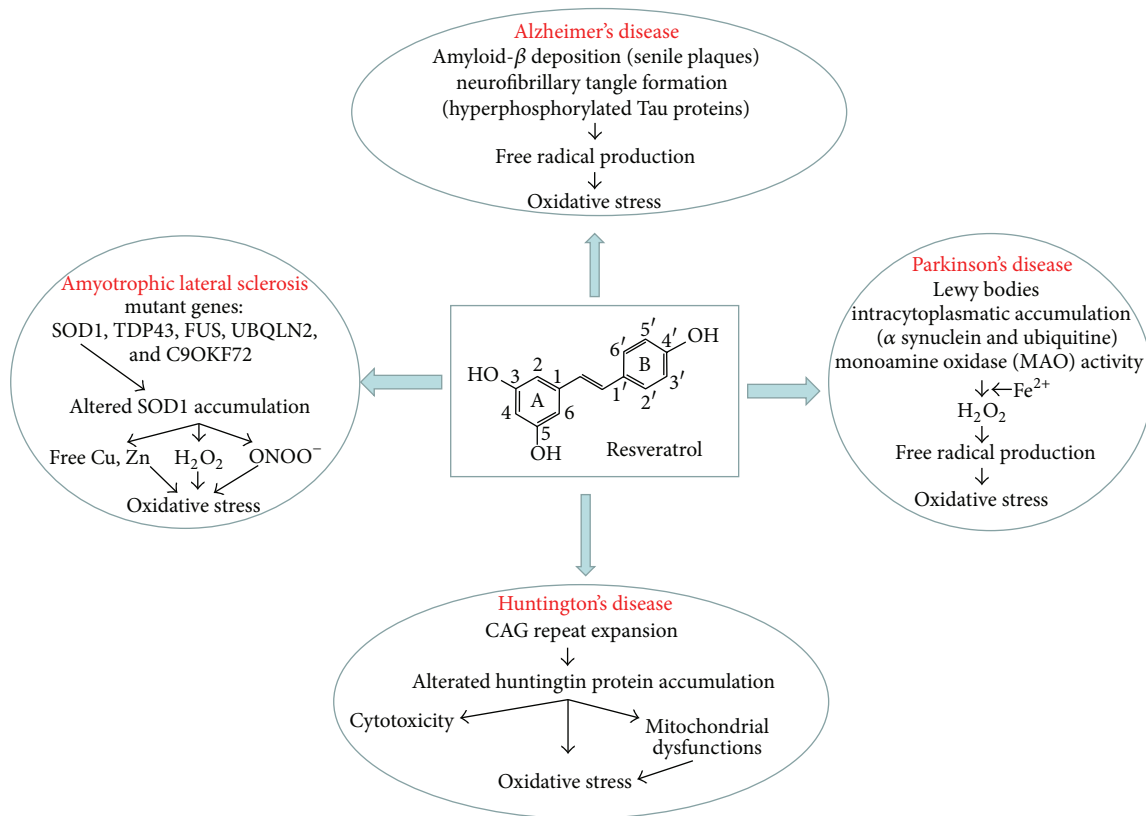 Alzheimer's disease
Amyloid-β deposition (senile plaques)
neurofibrillary tangle formation
(hyperphosphorylated Tau proteins)
Free radical production
Oxidative stress
Amyotrophic lateral sclerosis
mutant genes:
SOD1, TDP43, FUS, UBQLN2,
and C9OKF72
Altered SOD1 accumulation
Free Cu, Zn H₂O₂ ONOO⁻
Oxidative stress
5′ OH
6′ 4′
B
2 3′
HO 3 1 1′ 2′
A
4 6
5
OH Resveratrol
Parkinson's disease
Lewy bodies
intracytoplasmatic accumulation
(α synuclein and ubiquitine)
monoamine oxidase (MAO) activity
Fe²⁺
H₂O₂
Free radical production
Oxidative stress
Huntington's disease
CAG repeat expansion
Alterated huntingtin protein accumulation
Cytotoxicity Mitochondrial
dysfunctions
Oxidative stress